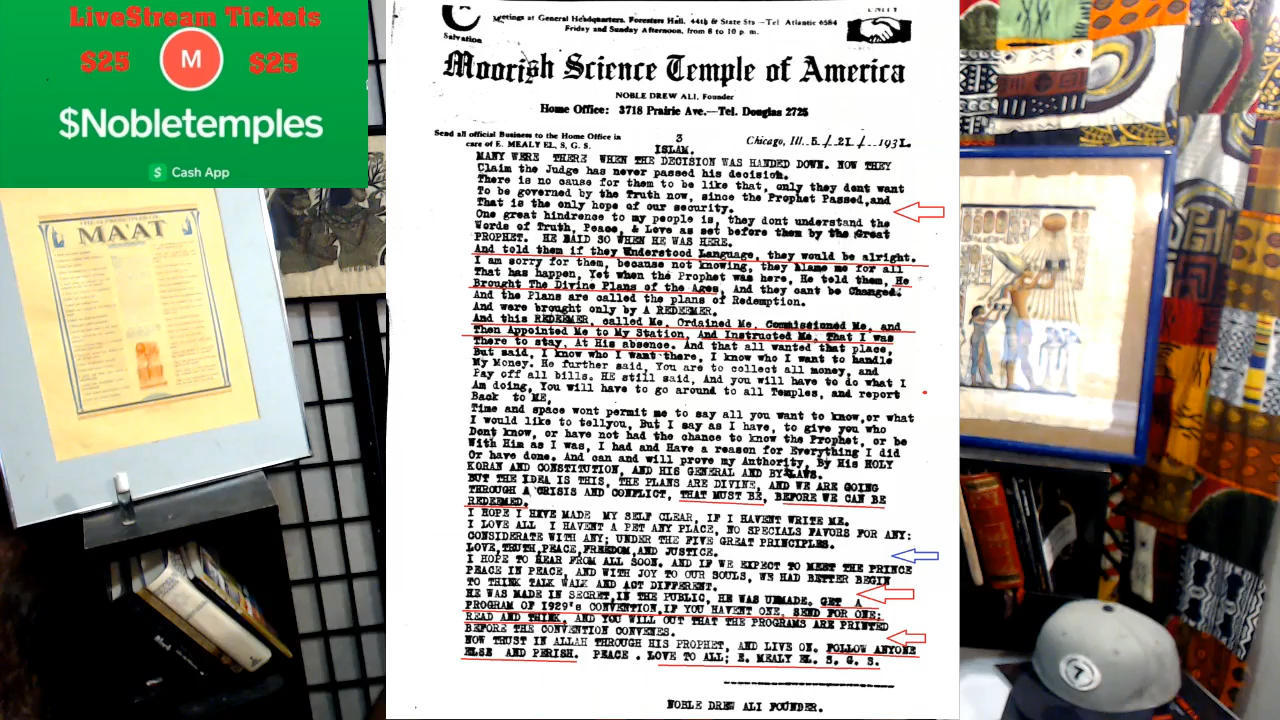 LiveStream Tickets
$25 M $25
$Nobletemples
$ Cash App
MA'AT
UNITY
Meetings at General Headquarters, Foresters Hall, 44th & State Sts —Tel Atlantic 6584
Friday and Sunday Afternoon, from 8 to 10 p. m.
Salvation
Moorish Science Temple of America
NOBLE DREW ALI, Founder
Home Office: 3718 Prairie Ave.—Tel. Douglas 2725
Send all official Business to the Home Office in
care of E. MEALY EL, S, G. S.
3
Chicago, Ill. 5 / 21 / 1931.
ISLAM.
MANY WERE THERE WHEN THE DECISION WAS HANDED DOWN. NOW THEY
Claim the Judge has never passed his decision.
There is no cause for them to be like that, only they dont want
To be governed by the Truth now, since the Prophet Passed,and
That is the only hope of our security.
One great hindrence to my people is, they dont understand the
Words of Truth, Peace, & Love as set before them by the Great
PROPHET. HE SAID SO WHEN HE WAS HERE.
And told them if they Understood Language, they would be alright.
I am sorry for them, because not knowing, they blame me for all
That has happen, Yet when the Prophet was here, He told them, He
Brought The Divine Plans of the Ages, And they cant be Changed.
And the Plans are called the plans of Redemption.
And were brought only by A REDEEMER.
And this REDEEMER, called Me, Ordained Me, Commissioned Me, and
Then Appointed Me to My Station, And Instructed Me, That I was
There to stay, At His absence. And that all wanted that place,
But said, I know who I want there, I know who I want to handle
My Money. He further said, You are to collect all money, and
Pay off all bills. HE still said, And you will have to do what I
Am doing, You will have to go around to all Temples, and report
Back to ME,
Time and space wont permit me to say all you want to know,or what
I would like to tellyou, But I say as I have, to give you who
Dont know, or have not had the chance to know the Prophet, or be
With Him as I was, I had and Have a reason for Everything I did
Or have done. And can and will prove my Authority, By His HOLY
KORAN AND CONSTITUTION, AND HIS GENERAL AND BY LAWS.
BUT THE IDEA IS THIS, THE PLANS ARE DIVINE, AND WE ARE GOING
THROUGH A CRISIS AND CONFLICT, THAT MUST BE, BEFORE WE CAN BE
REDEEMED.
I HOPE I HAVE MADE MY SELF CLEAR, IF I HAVENT WRITE ME.
I LOVE ALL I HAVENT A PET ANY PLACE, NO SPECIALS FAVORS FOR ANY:
CONSIDERATE WITH ANY; UNDER THE FIVE GREAT PRINCIPLES.
LOVE,TRUTH,PEACE,FREEDOM,AND JUSTICE.
I HOPE TO HEAR FROM ALL SOON. AND IF WE EXPECT TO MEET THE PRINCE
PEACE IN PEACE, AND WITH JOY TO OUR SOULS, WE HAD BETTER BEGIN
TO THINK TALK WALK AND ACT DIFFERENT.
HE WAS MADE IN SECRET,IN THE PUBLIC, HE WAS UNMADE. GET A
PROGRAM OF 1929's CONVENTION,IF YOU HAVENT ONE, SEND FOR ONE;
READ AND THINK, AND YOU WILL OUT THAT THE PROGRAMS ARE PRINTED
BEFORE THE CONVENTION CONVENES.
NOW TRUST IN ALLAH THROUGH HIS PROPHET, AND LIVE ON. FOLLOW ANYONE
ELSE AND PERISH. PEACE . LOVE TO ALL; E. MEALY EL. S. G. S.
NOBLE DREW ALI FOUNDER.
7